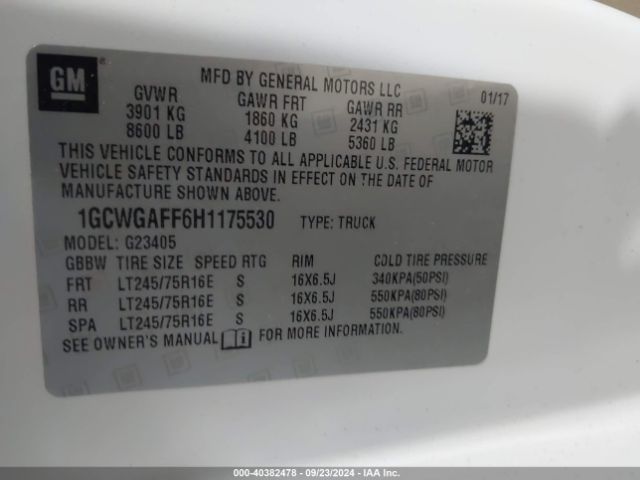 GM
MFD BY GENERAL MOTORS LLC
GVWR GAWR FRT GAWR RR 01/17
3901 KG 1860 KG 2431 KG
8600 LB 4100 LB 5360 LB
THIS VEHICLE CONFORMS TO ALL APPLICABLE U.S. FEDERAL MOTOR
VEHICLE SAFETY STANDARDS IN EFFECT ON THE DATE OF
MANUFACTURE SHOWN ABOVE.
1GCWGAFF6H1175530 TYPE: TRUCK
MODEL: G23405
GBBW TIRE SIZE SPEED RTG RIM COLD TIRE PRESSURE
FRT LT245/75R16E S 16X6.5J 340KPA(50PSI)
RR LT245/75R16E S 16X6.5J 550KPA(80PSI)
SPA LT245/75R16E S 16X6.5J 550KPA(80PSI)
SEE OWNER'S MANUAL FOR MORE INFORMATION.
000-40382478 - 09/23/2024 - IAA Inc.